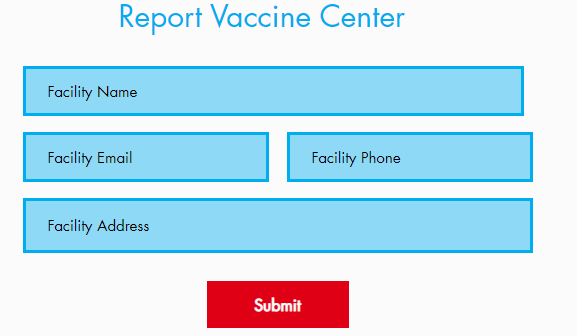 Report Vaccine Center
Facility Name
Facility Email
Facility Phone
Facility Address
Submit